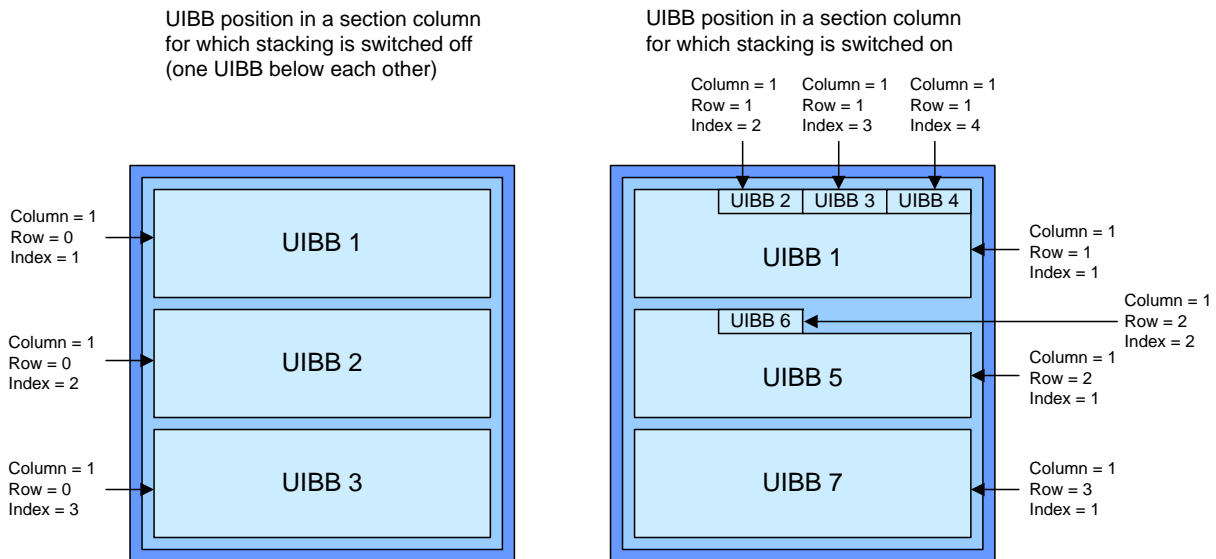 UIBB position in a section column
for which stacking is switched off
(one UIBB below each other)
Column = 1
Row = 0
Index = 1
UIBB 1
Column = 1
Row = 0
Index = 2
UIBB 2
Column = 1
Row = 0
Index = 3
UIBB 3
UIBB position in a section column
for which stacking is switched on
Column = 1
Row = 1
Index = 2
Column = 1
Row = 1
Index = 3
Column = 1
Row = 1
Index = 4
UIBB 2
UIBB 3
UIBB 4
UIBB 1
Column = 1
Row = 1
Index = 1
UIBB 6
Column = 1
Row = 2
Index = 2
UIBB 5
Column = 1
Row = 2
Index = 1
UIBB 7
Column = 1
Row = 3
Index = 1